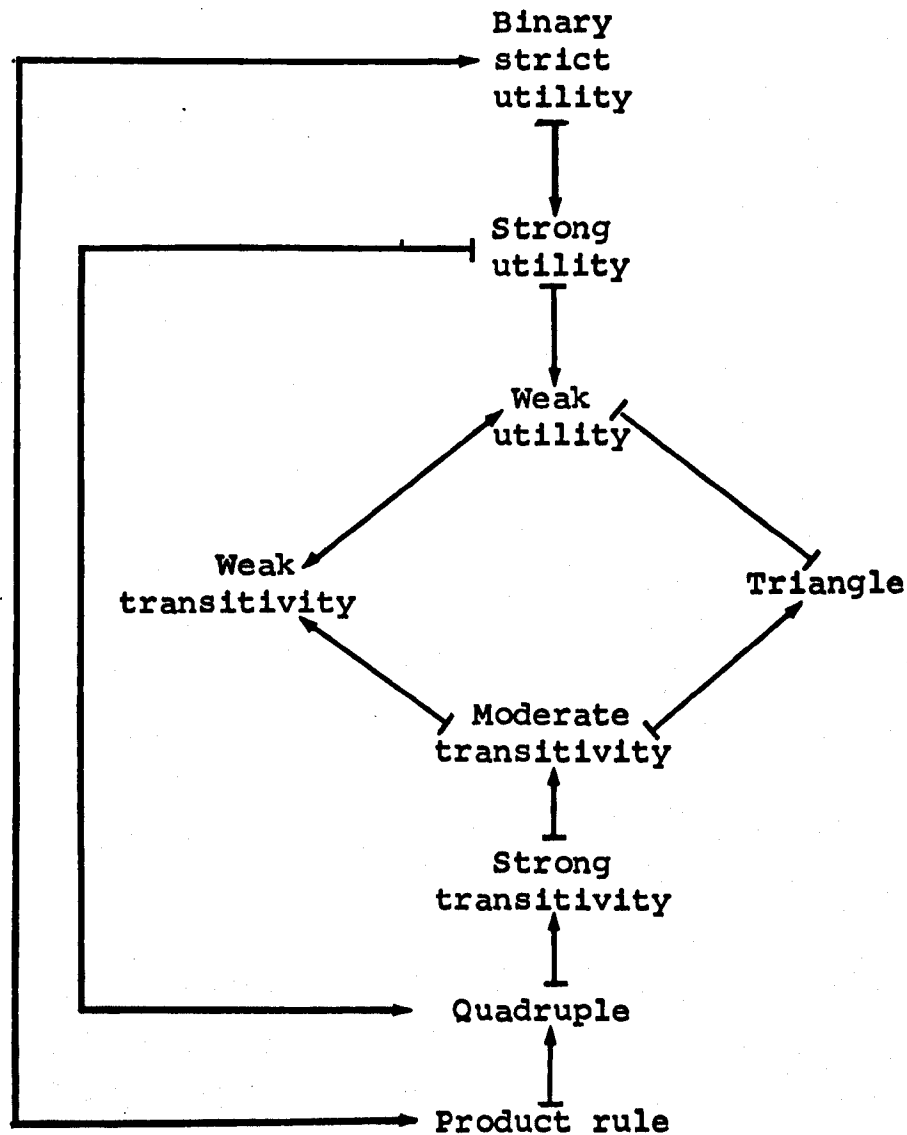 Binary
strict
utility
Strong
utility
Weak
utility
Weak
transitivity
Triangle
Moderate
transitivity
Strong
transitivity
Quadruple
Product rule